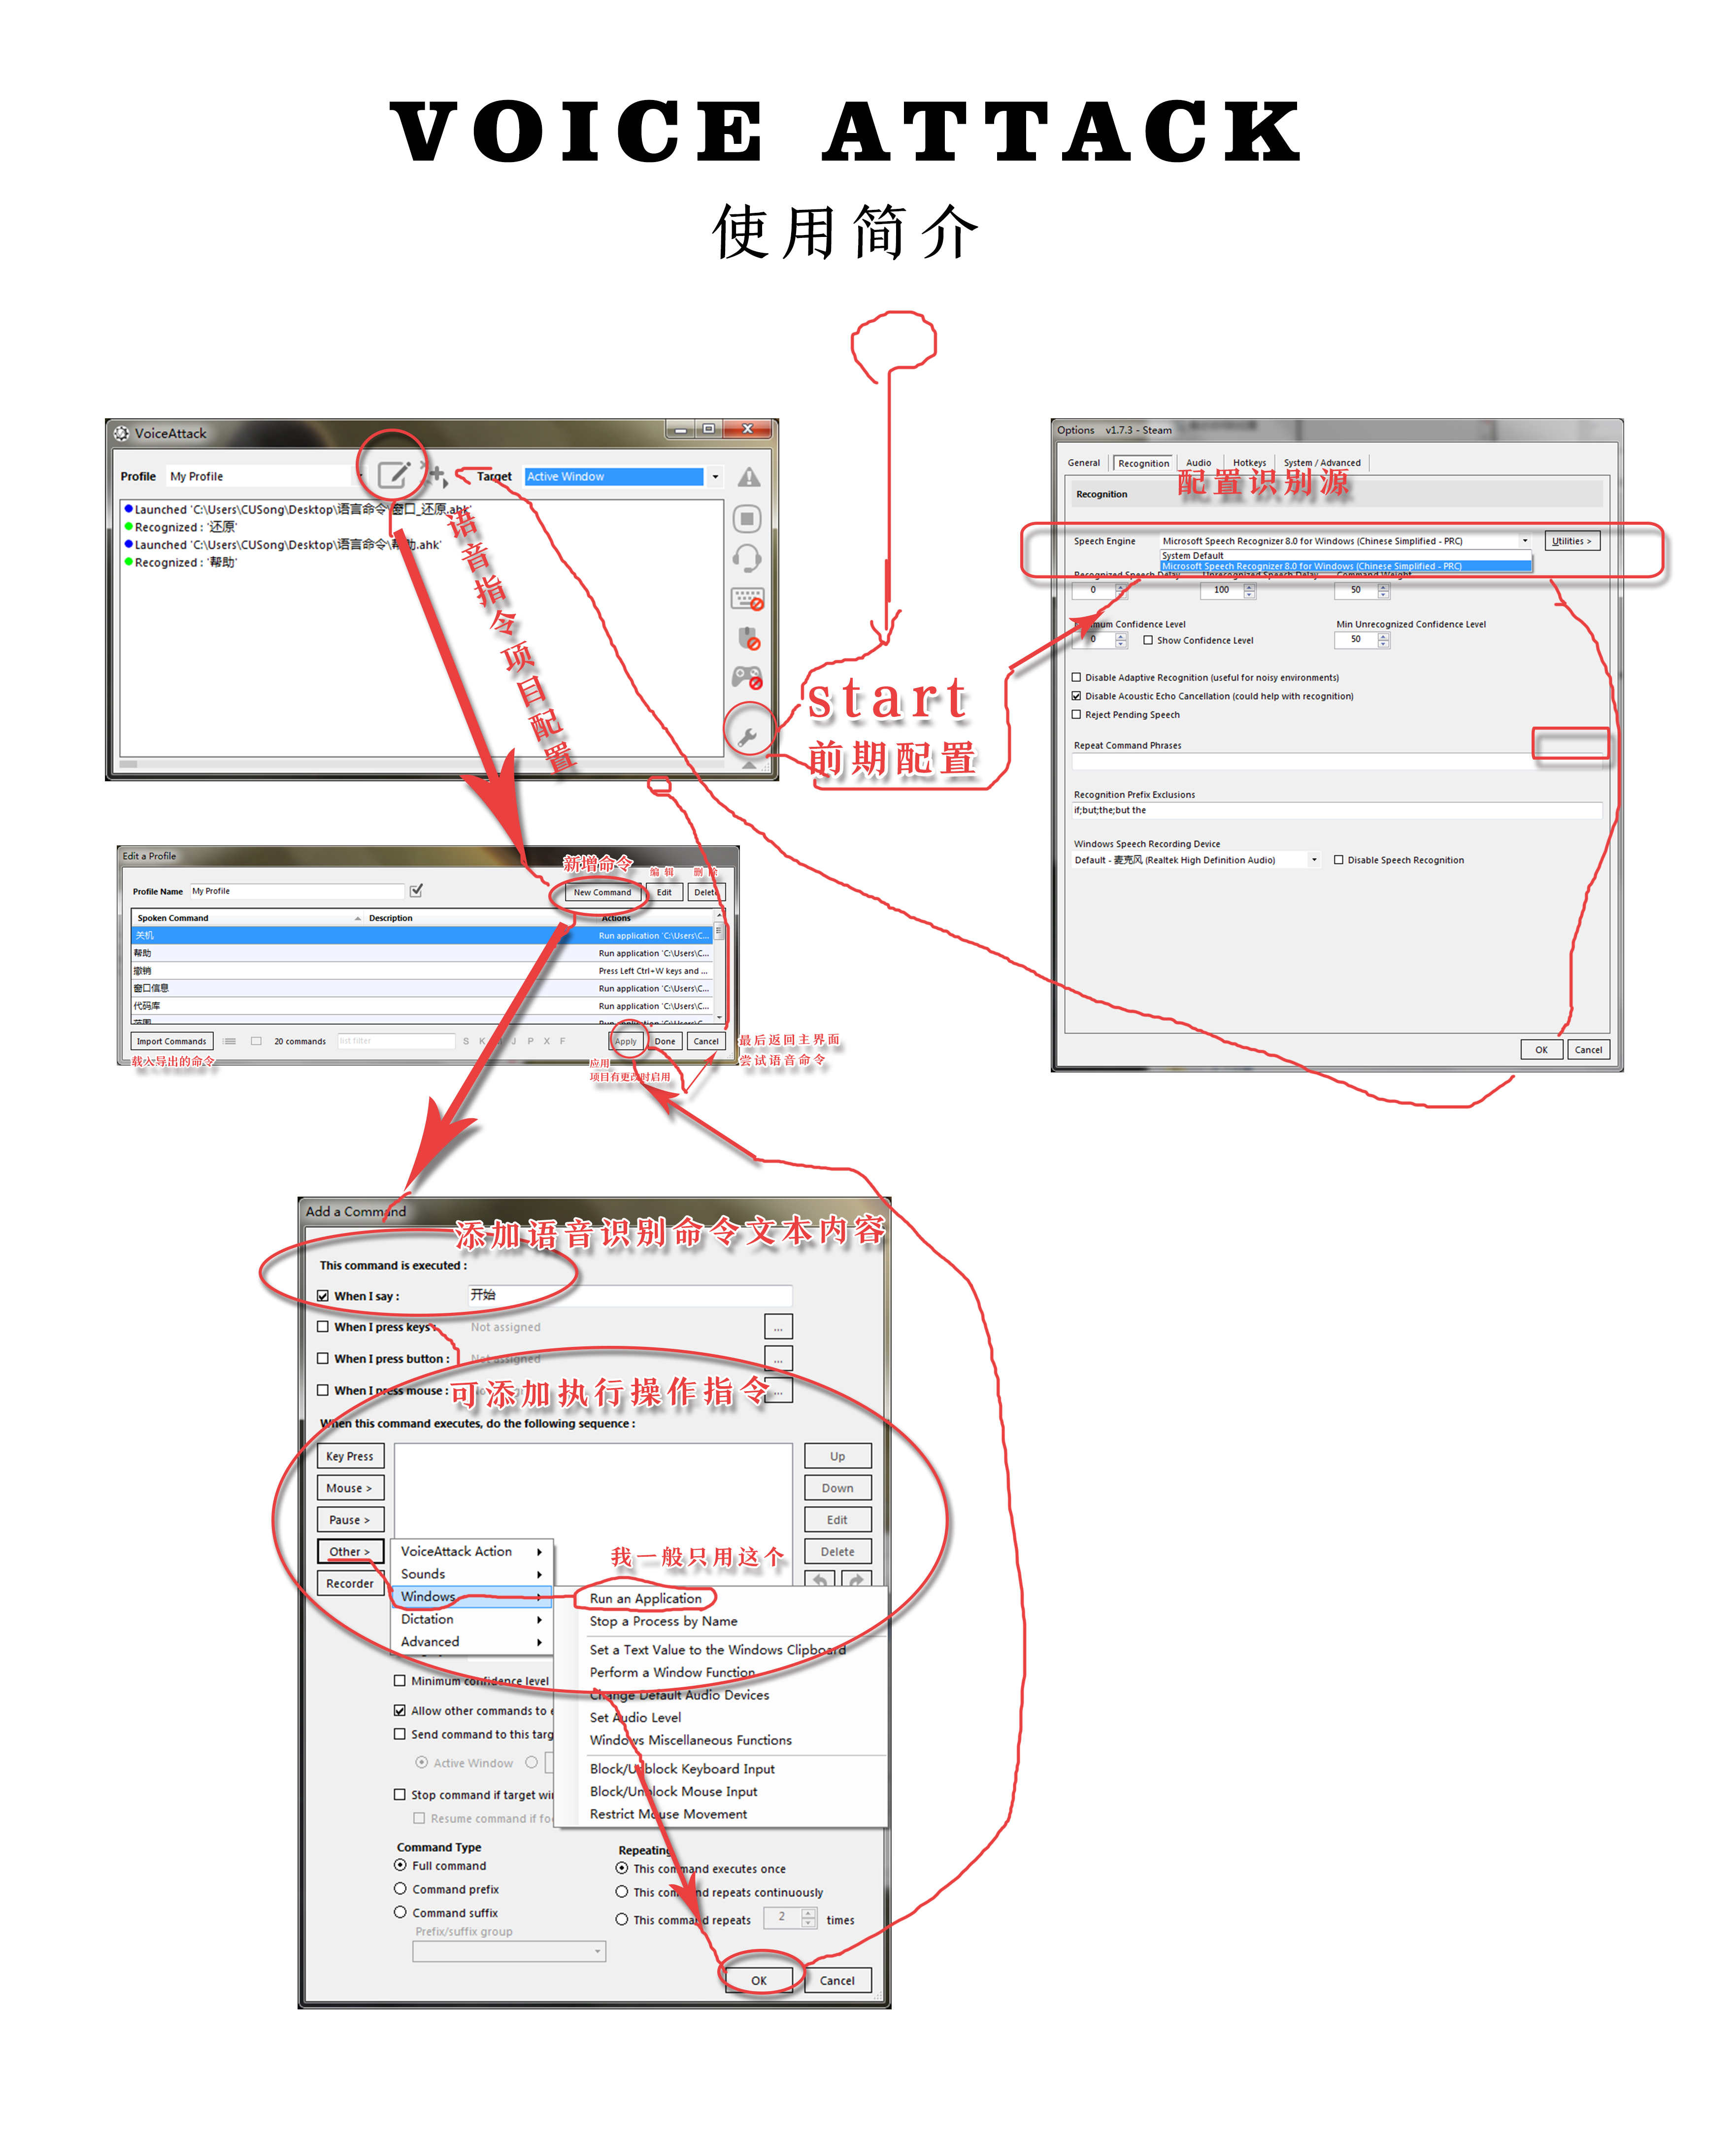 VOICE ATTACK
使用简介
VoiceAttack
Profile My Profile Target Active Window
Launched 'C:\Users\CUSong\Desktop\语言命令\窗口_还原.ahk'
Recognized : '还原'
Launched 'C:\Users\CUSong\Desktop\语言命令\帮助.ahk'
Recognized : '帮助'
语音指令项目配置
start
前期配置
Options v1.7.3 - Steam
General Recognition Audio Hotkeys System / Advanced
配置识别源
Recognition
Speech Engine Microsoft Speech Recognizer 8.0 for Windows (Chinese Simplified - PRC) Utilities >
System Default
Microsoft Speech Recognizer 8.0 for Windows (Chinese Simplified - PRC)
Recognized Speech Delay Unrecognized Speech Delay Command Weight
0 100 50
Confidence Level Min Unrecognized Confidence Level
0 Show Confidence Level 50
Disable Adaptive Recognition (useful for noisy environments)
Disable Acoustic Echo Cancellation (could help with recognition)
Reject Pending Speech
Repeat Command Phrases
Recognition Prefix Exclusions
if;but;the;but the
Windows Speech Recording Device
Default - 麦克风 (Realtek High Definition Audio) Disable Speech Recognition
OK Cancel
Edit a Profile
新增命令 编辑 删除
Profile Name My Profile New Command Edit Delete
Spoken Command Description Actions
关机 Run application 'C:\Users\C...
帮助 Run application 'C:\Users\C...
撤销 Press Left Ctrl+W keys and ...
窗口信息 Run application 'C:\Users\C...
代码库 Run application 'C:\Users\C...
范围 Run application 'C:\Users\C...
Import Commands 20 commands list filter S K J P X F Apply Done Cancel
载入导出的命令
应用
项目有更改时启用
最后返回主界面
尝试语音命令
Add a Command
添加语音识别命令文本内容
This command is executed :
When I say : 开始
When I press keys : Not assigned ...
When I press button : Not assigned ...
When I press mouse : ...
可添加执行操作指令
When this command executes, do the following sequence :
Key Press Up
Mouse > Down
Pause > Edit
Other > Delete
Recorder
我一般只用这个
VoiceAttack Action
Sounds
Windows
Dictation
Advanced
Run an Application
Stop a Process by Name
Set a Text Value to the Windows Clipboard
Perform a Window Function
Change Default Audio Devices
Set Audio Level
Windows Miscellaneous Functions
Block/Unblock Keyboard Input
Block/Unblock Mouse Input
Restrict Mouse Movement
Minimum confidence level
Allow other commands to e
Send command to this targ
Active Window
Stop command if target wi
Resume command if fo
Command Type Repeating
Full command This command executes once
Command prefix This command repeats continuously
Command suffix This command repeats 2 times
Prefix/suffix group
OK Cancel